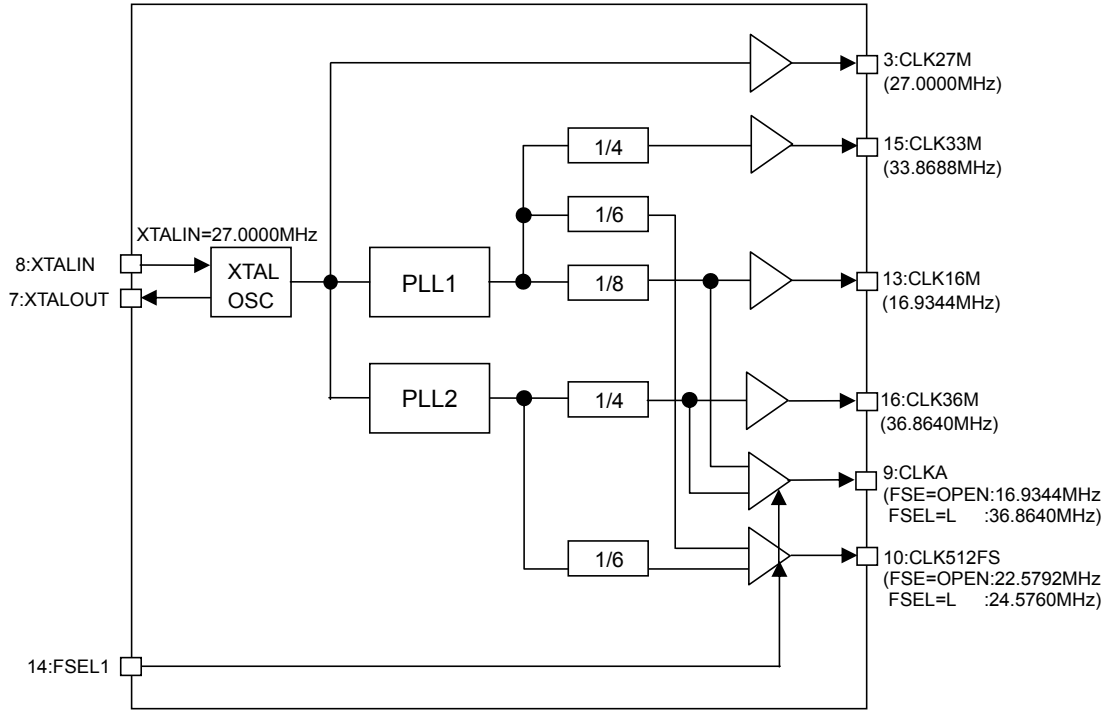 3:CLK27M
(27.0000MHz)
1/4
15:CLK33M
(33.8688MHz)
1/6
XTALIN=27.0000MHz
8:XTALIN
7:XTALOUT
XTAL
OSC
PLL1
1/8
13:CLK16M
(16.9344MHz)
PLL2
1/4
16:CLK36M
(36.8640MHz)
9:CLKA
(FSE=OPEN:16.9344MHz
FSEL=L :36.8640MHz)
1/6
10:CLK512FS
(FSE=OPEN:22.5792MHz
FSEL=L :24.5760MHz)
14:FSEL1